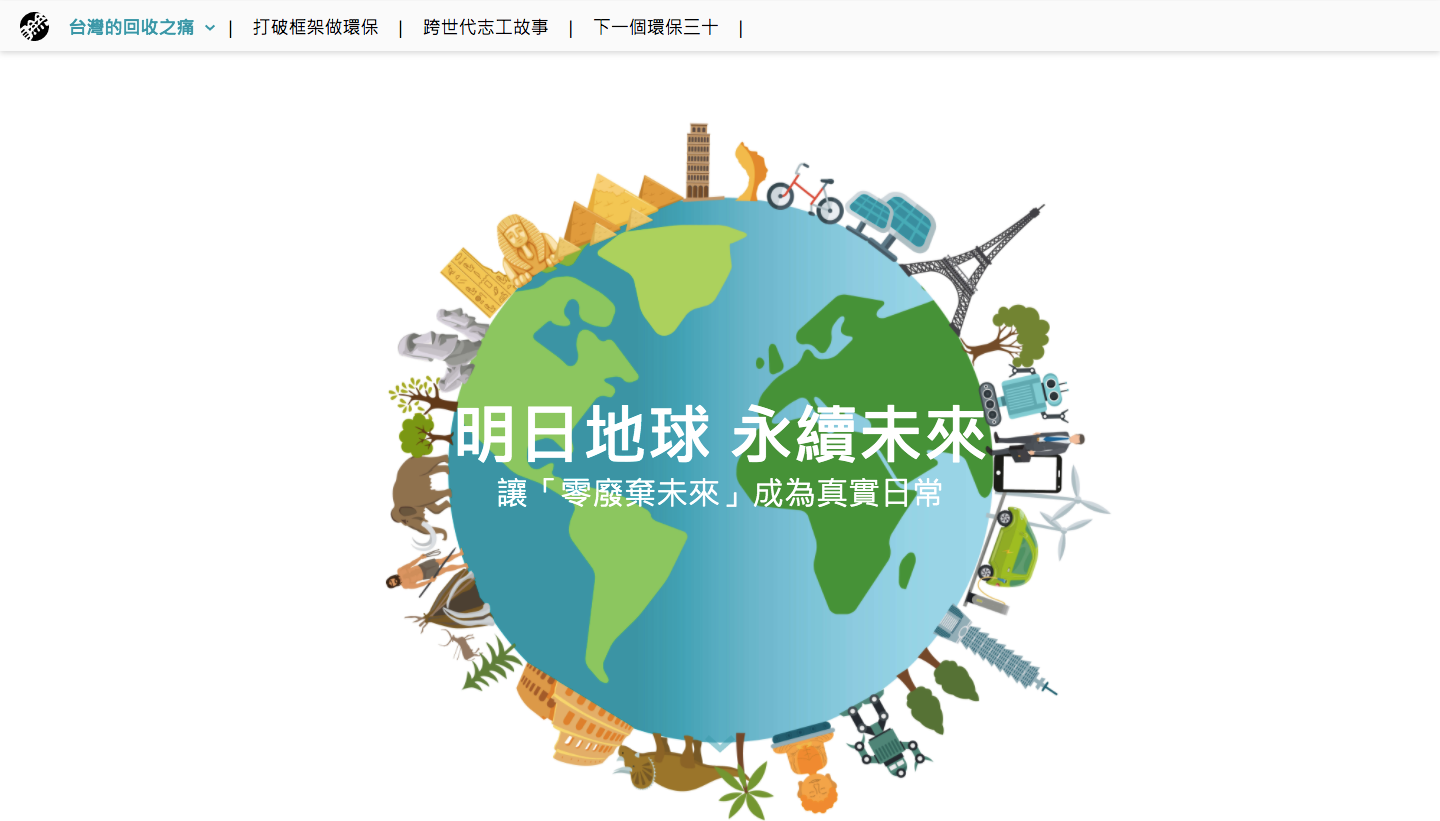 台灣的回收之痛 | 打破框架做環保 | 跨世代志工故事 | 下一個環保三十 |
明日地球 永續未來
讓「零廢棄未來」成為真實日常